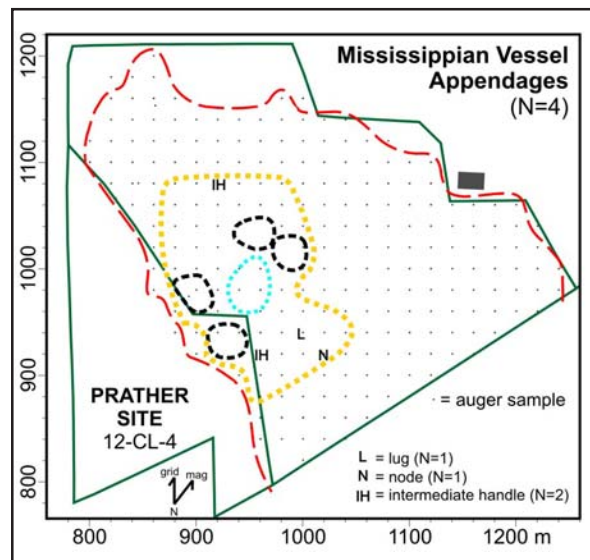 Mississippian Vessel
Appendages
(N=4)
1200
1100
1000
900
800
IH
L
N
IH
PRATHER
SITE
12-CL-4
= auger sample
grid mag
N
L = lug (N=1)
N = node (N=1)
IH = intermediate handle (N=2)
800 900 1000 1100 1200 m